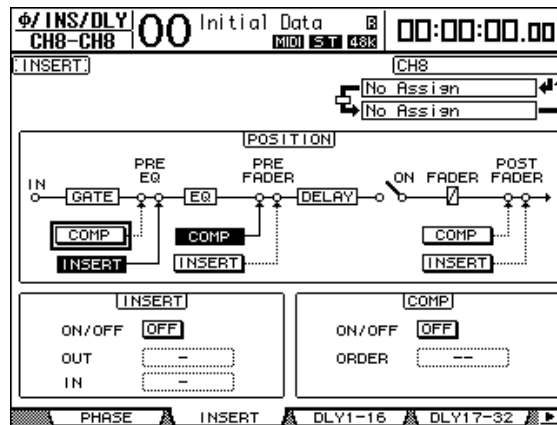 φ/INS/DLY
CH8-CH8
00 Initial Data
MIDI S.T 48K
00:00:00.00
INSERT
CH8
No Assign
No Assign
POSITION
IN
GATE
PRE EQ
EQ
PRE FADER
DELAY
ON
FADER
POST FADER
COMP
COMP
COMP
INSERT
INSERT
INSERT
INSERT
ON/OFF OFF
OUT -
IN -
COMP
ON/OFF OFF
ORDER --
PHASE
INSERT
DLY1-16
DLY17-32